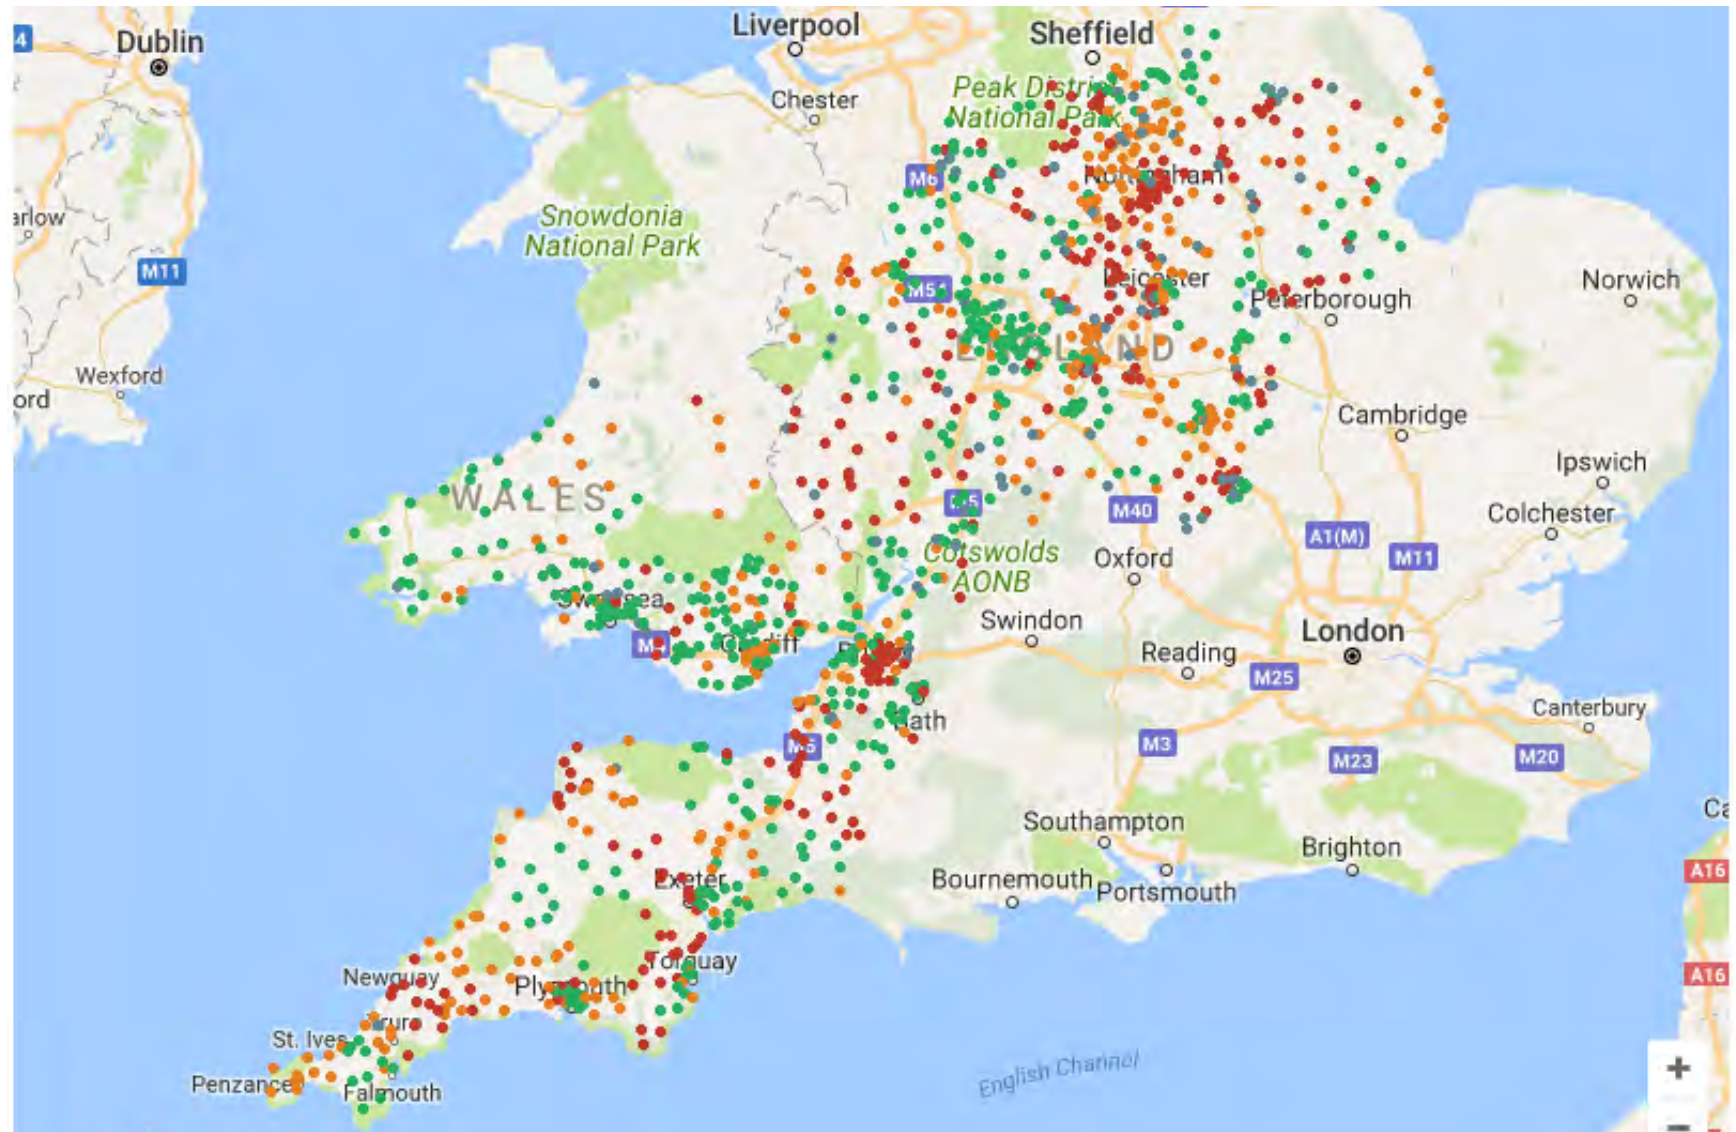 Liverpool
Sheffield
4
Dublin
Peak District
National Park
Chester
M6
Nottingham
Snowdonia
National Park
arlow
M11
Leicester
Norwich
M54
Peterborough
ENGLAND
Wexford
ord
Cambridge
Ipswich
WALES
M5
M40
Colchester
A1(M)
M11
Cotswolds
AONB
Oxford
Swansea
Swindon
London
M4
Cardiff
Reading
M25
Bath
Canterbury
M5
M3
M23
M20
Ca
Southampton
Brighton
A16
Exeter
Bournemouth
Portsmouth
Torquay
Newquay
Plymouth
A16
Truro
St. Ives
English Channel
Penzance
Falmouth
+
−